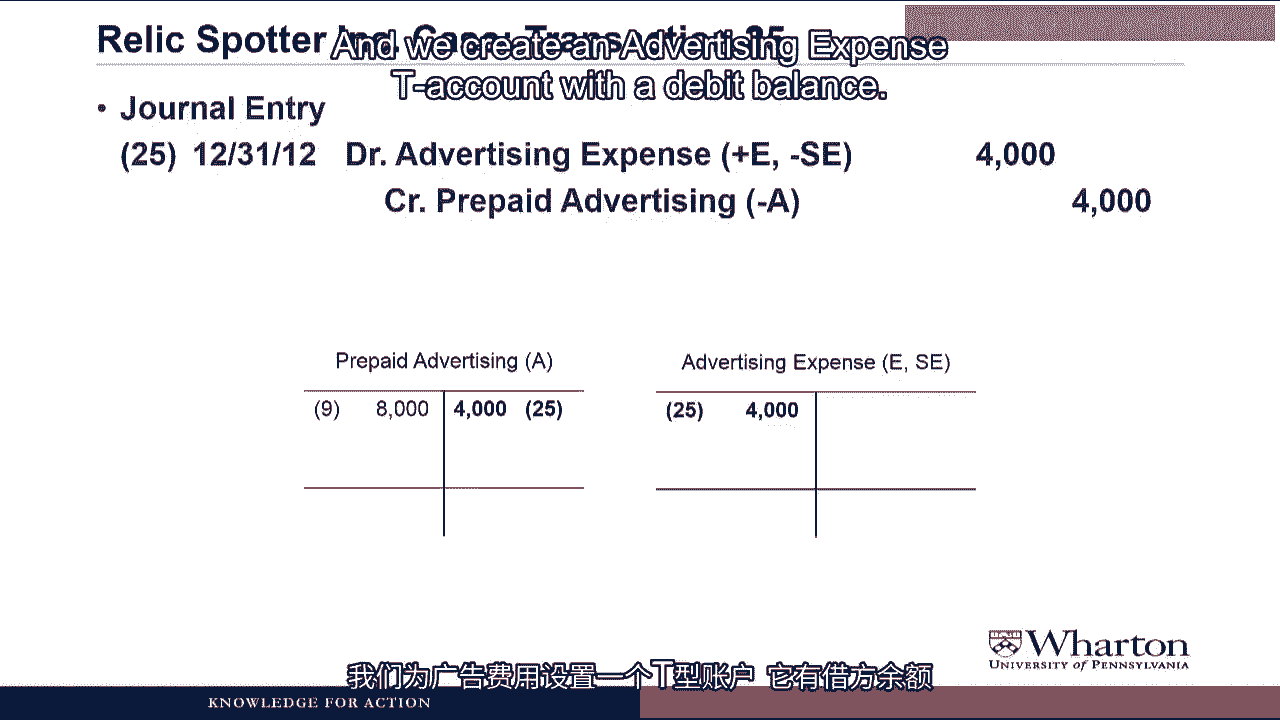 Relic Spotter Inc. Case: Transaction 25
And we create an Advertising Expense
T-account with a debit balance.
• Journal Entry
(25) 12/31/12 Dr. Advertising Expense (+E, -SE) 4,000
Cr. Prepaid Advertising (-A) 4,000
Prepaid Advertising (A)
(9) 8,000 4,000 (25)
Advertising Expense (E, SE)
(25) 4,000
Wharton
UNIVERSITY of PENNSYLVANIA
我们为广告费用设置一个T型账户 它有借方余额
KNOWLEDGE FOR ACTION